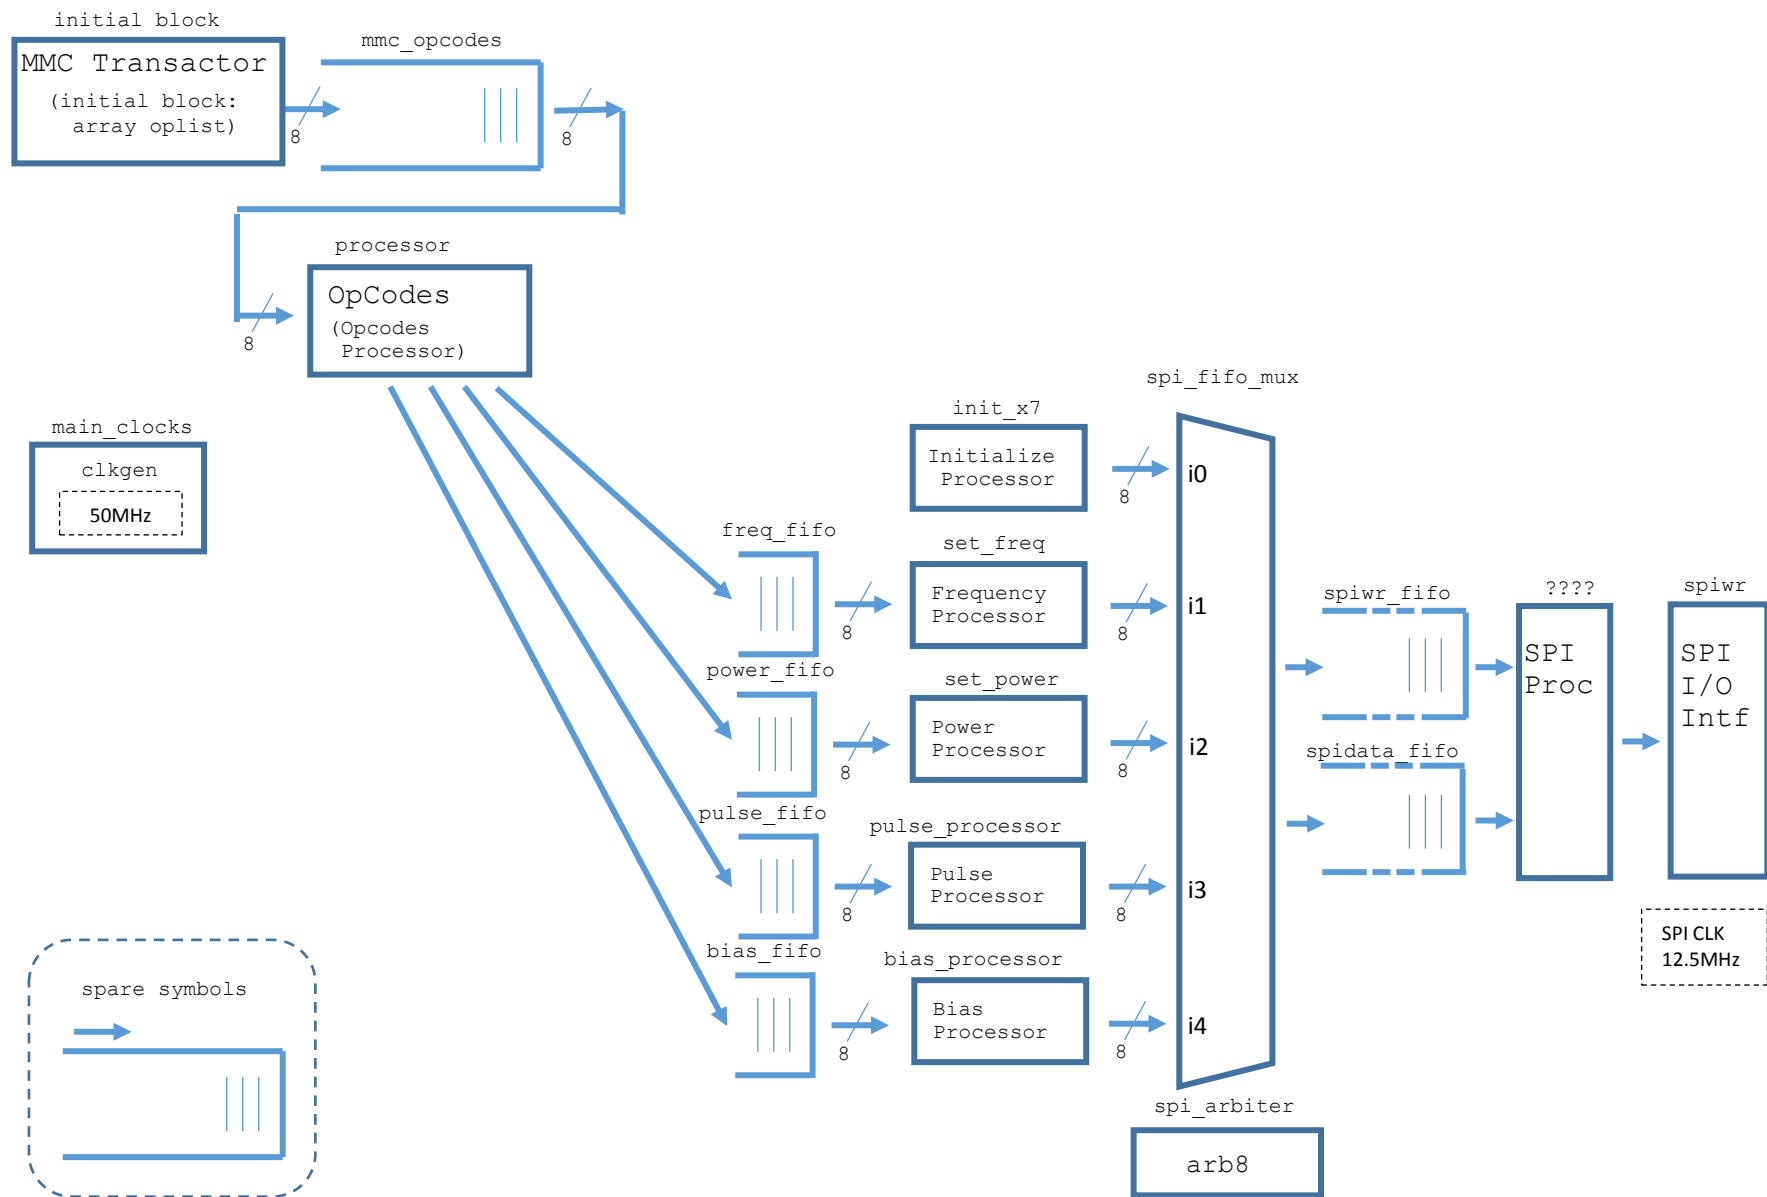 initial block
MMC Transactor
(initial block:
array oplist)
8
mmc_opcodes
8
processor
8
OpCodes
(Opcodes
Processor)
main_clocks
clkgen
50MHz
spi_fifo_mux
init_x7
Initialize
Processor
8
i0
freq_fifo
8
set_freq
Frequency
Processor
8
i1
power_fifo
8
set_power
Power
Processor
8
i2
pulse_fifo
8
pulse_processor
Pulse
Processor
8
i3
bias_fifo
8
bias_processor
Bias
Processor
8
i4
spiwr_fifo
spidata_fifo
????
SPI
Proc
spiwr
SPI
I/O
Intf
SPI CLK
12.5MHz
spare symbols
spi_arbiter
arb8